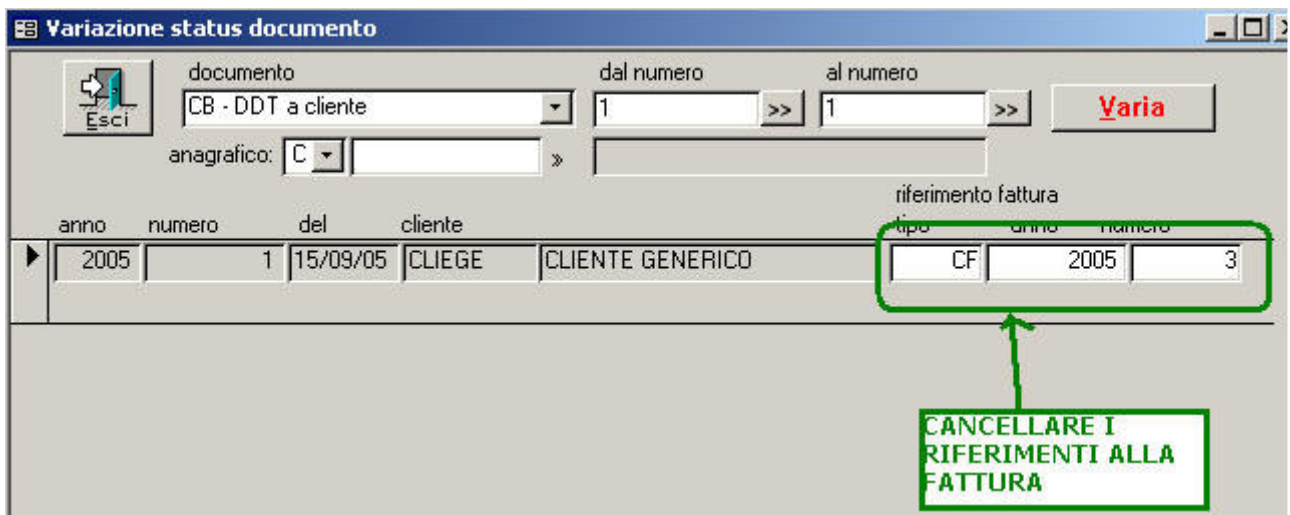 Variazione status documento
documento dal numero al numero
Esci CB - DDT a cliente 1 >> 1 >> Varia
anagrafico: C »
riferimento fattura
anno numero del cliente tipo anno numero
2005 1 15/09/05 CLIEGE CLIENTE GENERICO CF 2005 3
CANCELLARE I
RIFERIMENTI ALLA
FATTURA